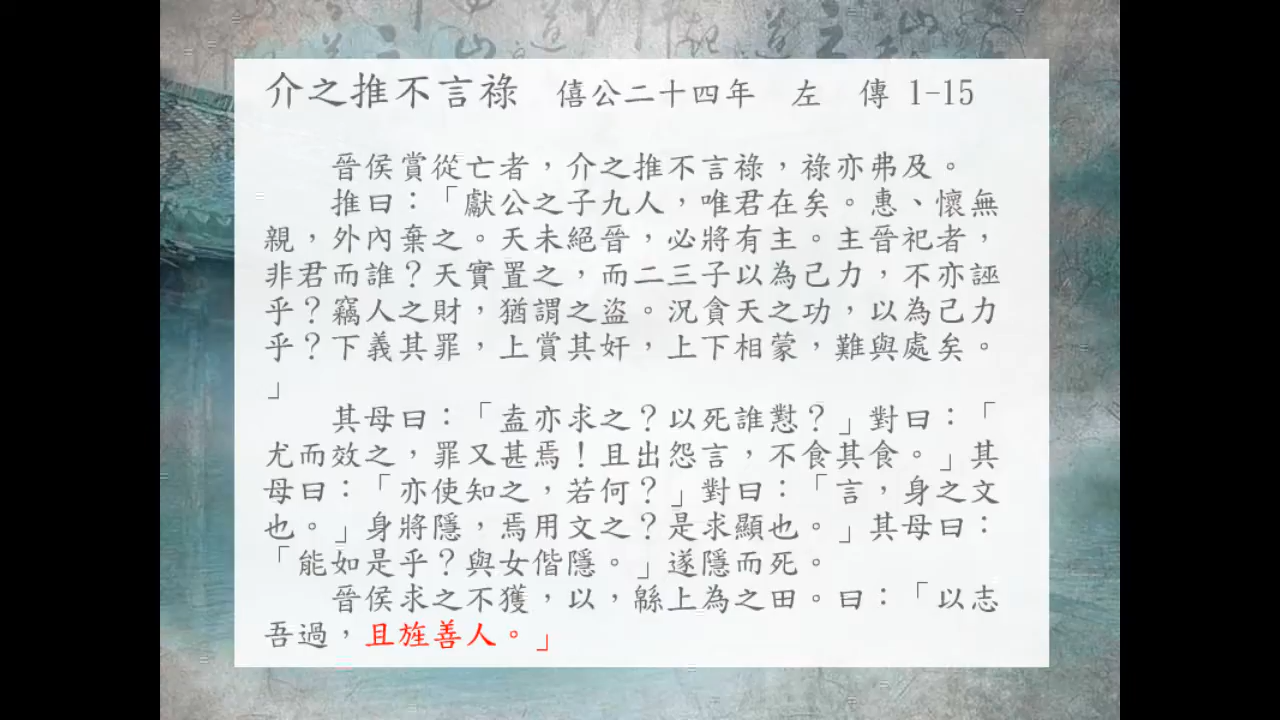 介之推不言祿 僖公二十四年 左 傳 1-15
晉侯賞從亡者，介之推不言祿，祿亦弗及。
推曰：「獻公之子九人，唯君在矣。惠、懷無
親，外內棄之。天未絕晉，必將有主。主晉祀者，
非君而誰？天實置之，而二三子以為己力，不亦誣
乎？竊人之財，猶謂之盜。況貪天之功，以為己力
乎？下義其罪，上賞其奸，上下相蒙，難與處矣。
」
其母曰：「盍亦求之？以死誰懟？」對曰：「
尤而效之，罪又甚焉！且出怨言，不食其食。」其
母曰：「亦使知之，若何？」對曰：「言，身之文
也。」身將隱，焉用文之？是求顯也。」其母曰：
「能如是乎？與女偕隱。」遂隱而死。
晉侯求之不獲，以，緜上為之田。曰：「以志
吾過，且旌善人。」